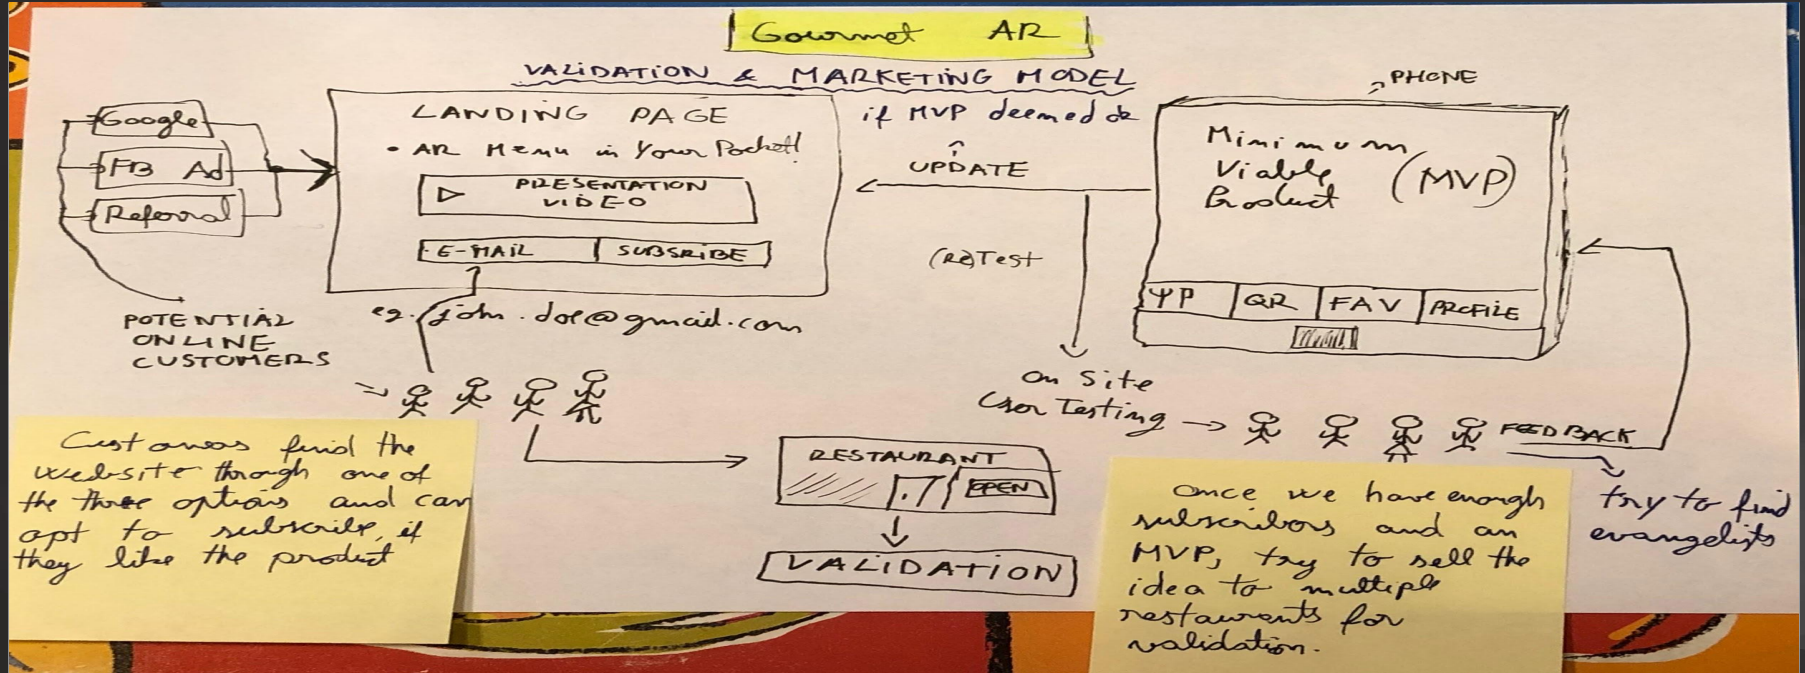 Gourmet AR
VALIDATION & MARKETING MODEL
Google
FB Ad
Referral
POTENTIAL
ONLINE
CUSTOMERS
LANDING PAGE
• AR Menu in Your Pocket!
PRESENTATION
VIDEO
E-MAIL SUBSRIBE
eg. john.doe@gmail.com
if MVP deemed ok
UPDATE
(Re)Test
PHONE
Minimum
Viable
Product
(MVP)
QR FAV PROFILE
On Site
User Testing
FEEDBACK
try to find
evangelists
RESTAURANT
OPEN
VALIDATION
Customers find the
website through one of
the three options and can
opt to subscribe, if
they like the product
Once we have enough
subscribers and an
MVP, try to sell the
idea to multiple
restaurants for
validation.